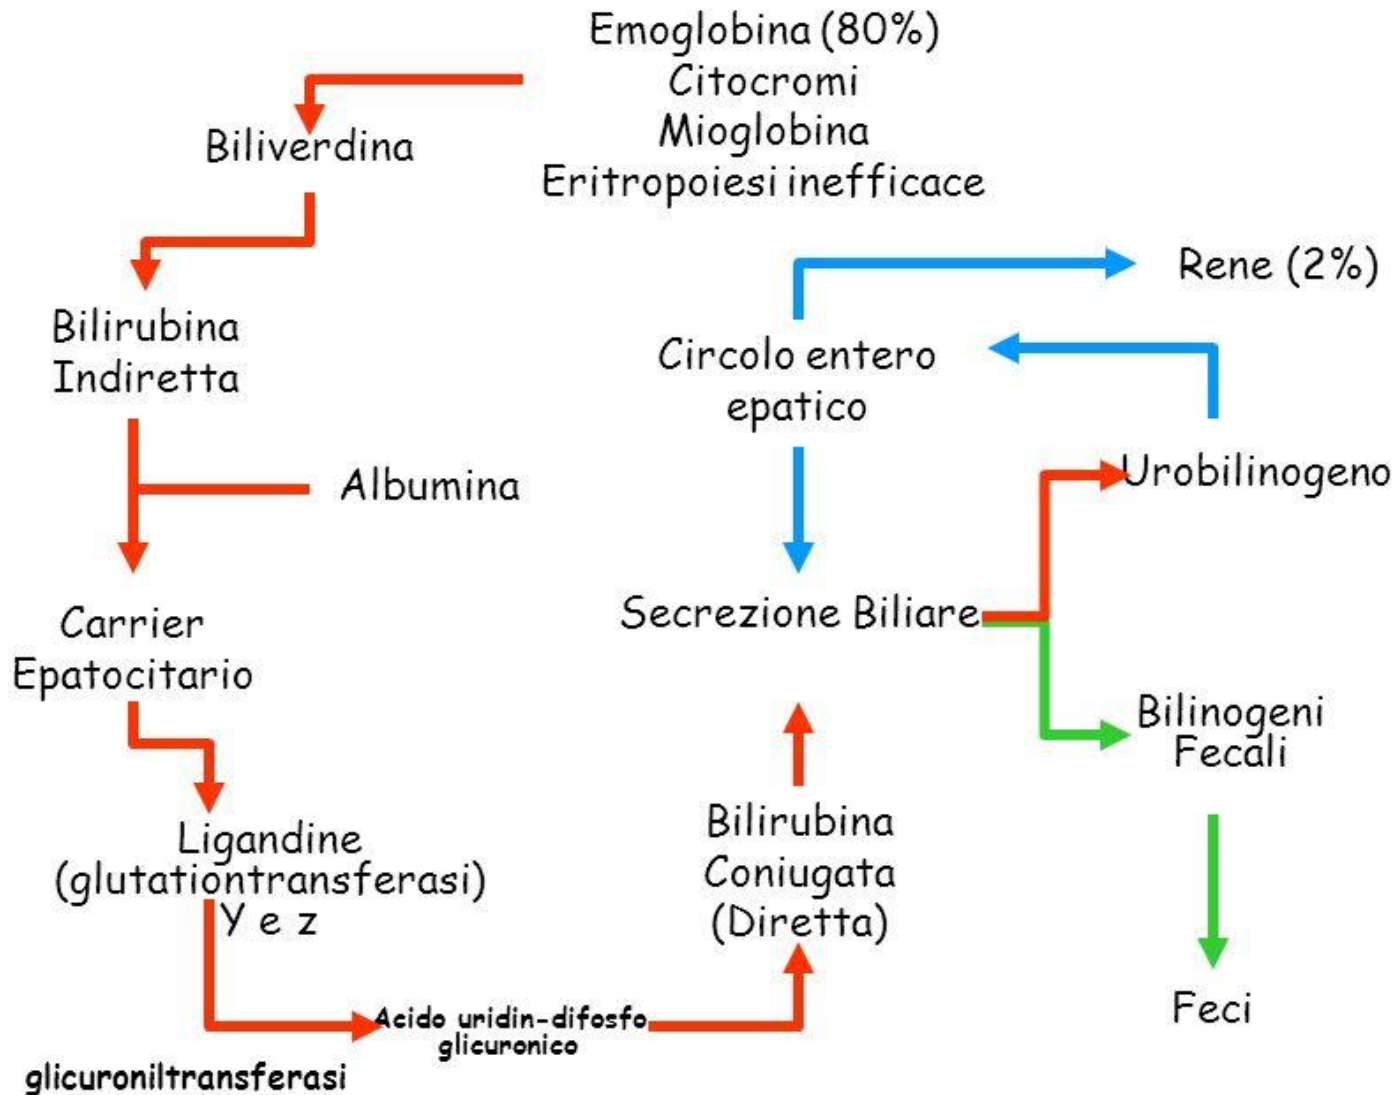 Emoglobina (80%)
Citocromi
Mioglobina
Eritropoiesi inefficace
Biliverdina
Bilirubina
Indiretta
Albumina
Carrier
Epatocitario
Ligandine
(glutationtransferasi)
Y e z
glicuroniltransferasi
Acido uridin-difosfo
glicuronico
Bilirubina
Coniugata
(Diretta)
Secrezione Biliare
Circolo entero
epatico
Rene (2%)
Urobilinogeno
Bilinogeni
Fecali
Feci